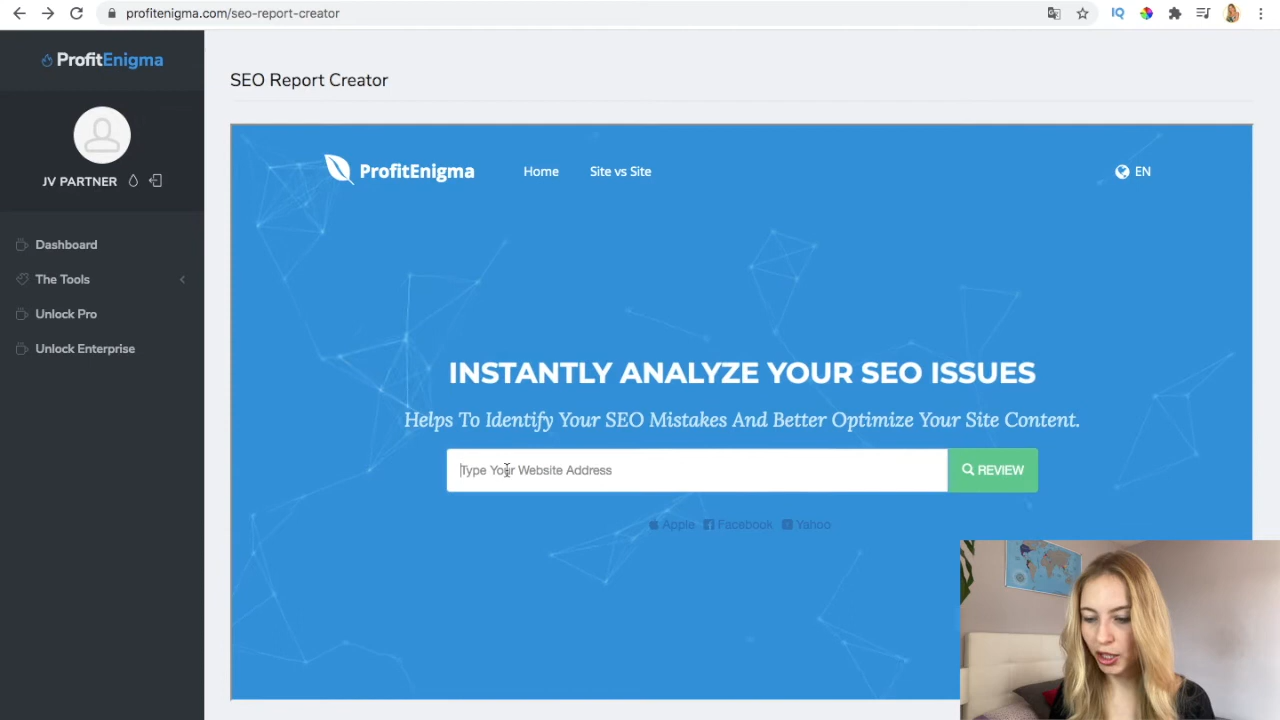 profitenigma.com/seo-report-creator
IQ
ProfitEnigma
JV PARTNER
Dashboard
The Tools
Unlock Pro
Unlock Enterprise
SEO Report Creator
ProfitEnigma
Home
Site vs Site
EN
INSTANTLY ANALYZE YOUR SEO ISSUES
Helps To Identify Your SEO Mistakes And Better Optimize Your Site Content.
Type Your Website Address
REVIEW
Apple
Facebook
Yahoo